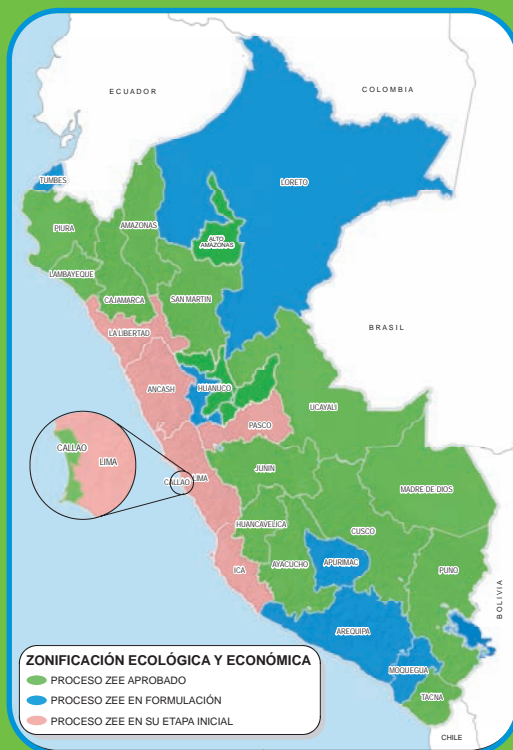 ECUADOR
COLOMBIA
TUMBES
LORETO
PIURA
AMAZONAS
ALTO
AMAZONAS
LAMBAYEQUE
CAJAMARCA
SAN MARTIN
LA LIBERTAD
BRASIL
ANCASH
HUANUCO
UCAYALI
PASCO
CALLAO
LIMA
JUNIN
CALLAO
LIMA
MADRE DE DIOS
HUANCAVELICA
CUSCO
ICA
AYACUCHO
APURIMAC
PUNO
BOLIVIA
AREQUIPA
MOQUEGUA
TACNA
CHILE
ZONIFICACIÓN ECOLÓGICA Y ECONÓMICA
PROCESO ZEE APROBADO
PROCESO ZEE EN FORMULACIÓN
PROCESO ZEE EN SU ETAPA INICIAL